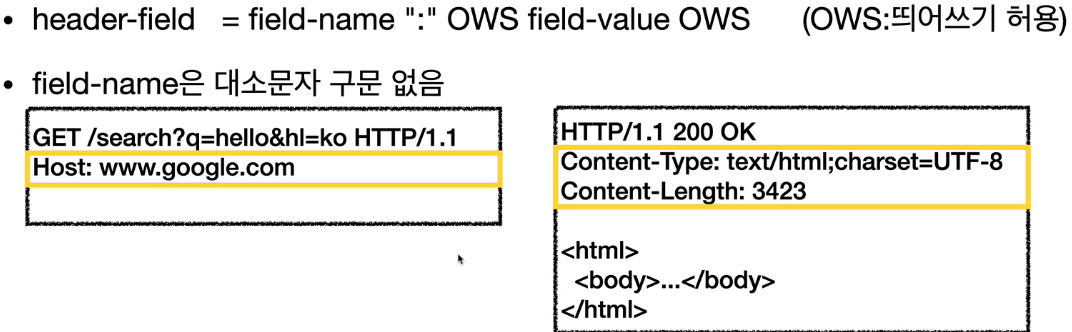 • header-field = field-name ":" OWS field-value OWS (OWS:띄어쓰기 허용)
• field-name은 대소문자 구문 없음
GET /search?q=hello&hl=ko HTTP/1.1
Host: www.google.com
HTTP/1.1 200 OK
Content-Type: text/html;charset=UTF-8
Content-Length: 3423
<html>
<body>...</body>
</html>